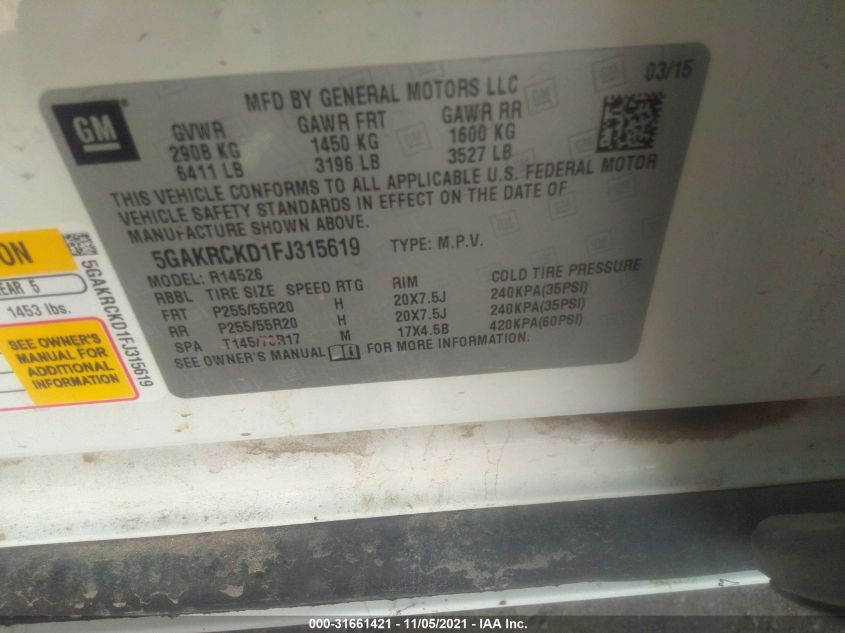 GM
MFD BY GENERAL MOTORS LLC
03/15
GVWR GAWR FRT GAWR RR
2908 KG 1450 KG 1600 KG
6411 LB 3196 LB 3527 LB
THIS VEHICLE CONFORMS TO ALL APPLICABLE U.S. FEDERAL MOTOR
VEHICLE SAFETY STANDARDS IN EFFECT ON THE DATE OF
MANUFACTURE SHOWN ABOVE.
5GAKRCKD1FJ315619 TYPE: M.P.V.
MODEL: R14526
RBBL TIRE SIZE SPEED RTG RIM COLD TIRE PRESSURE
FRT P255/55R20 H 20X7.5J 240KPA(35PSI)
RR P255/55R20 H 20X7.5J 240KPA(35PSI)
SPA T145/70R17 M 17X4.5B 420KPA(60PSI)
SEE OWNER'S MANUAL FOR MORE INFORMATION.
ON
EAR 5
1453 lbs.
SEE OWNER'S
MANUAL FOR
ADDITIONAL
INFORMATION
5GAKRCKD1FJ315619
000-31661421 - 11/05/2021 - IAA Inc.